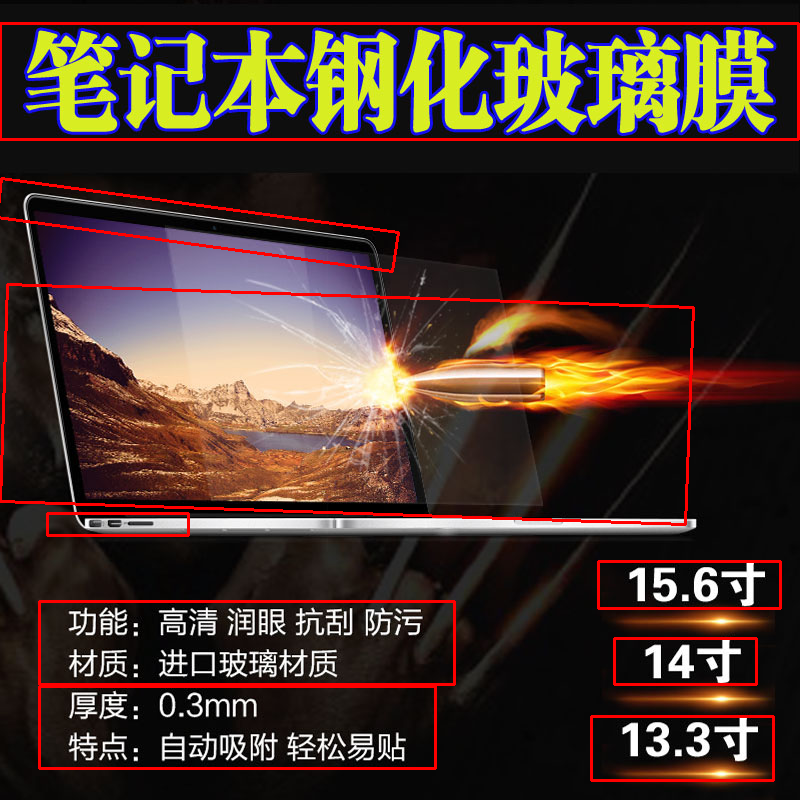 笔记本钢化玻璃膜
15.6寸
功能：高清 润眼 抗刮 防污
材质：进口玻璃材质
14寸
厚度：0.3mm
特点：自动吸附 轻松易贴
13.3寸